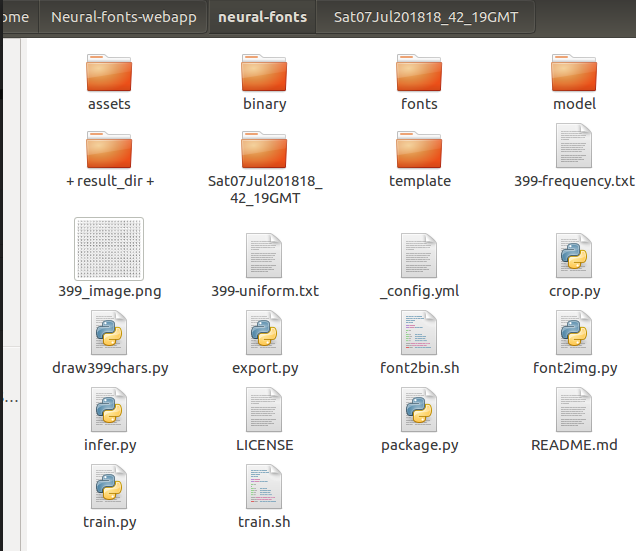 ome Neural-fonts-webapp neural-fonts Sat07Jul201818_42_19GMT
assets binary fonts model
+ result_dir + Sat07Jul201818_ template 399-frequency.txt
42_19GMT
399_image.png 399-uniform.txt _config.yml crop.py
draw399chars.py export.py font2bin.sh font2img.py
...
infer.py LICENSE package.py README.md
train.py train.sh